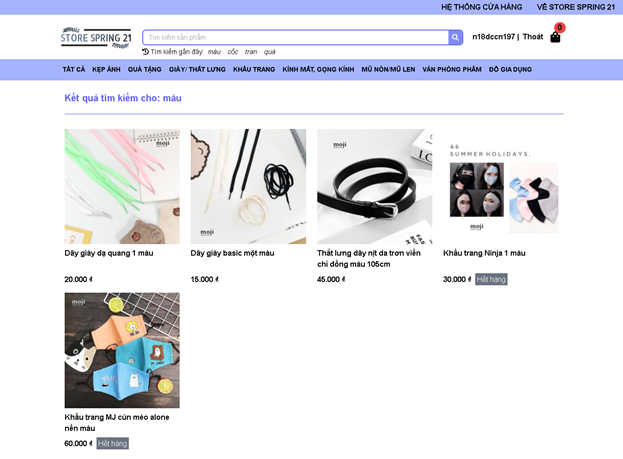 HỆ THỐNG CỬA HÀNG VỀ STORE SPRING 21
STORE SPRING 21
Tìm kiếm sản phẩm
n18dccn197 | Thoát
0
Tìm kiếm gần đây: máu cốc tran quà
TẤT CẢ KẸP ẢNH QUÀ TẶNG GIÀY/ THẮT LƯNG KHẨU TRANG KÍNH MẮT, GỌNG KÍNH MŨ NÓN/MŨ LEN VĂN PHÒNG PHẨM ĐỒ GIA DỤNG
Kết quả tìm kiếm cho: máu
moji
moji
moji
SUMMER HOLIDAYS.
moji
Dây giày dạ quang 1 màu
Dây giày basic một màu
Thắt lưng dây nịt da trơn viền chỉ đồng màu 105cm
Khẩu trang Ninja 1 màu
20.000 ₫
15.000 ₫
45.000 ₫
30.000 ₫ Hết hàng
moji
Khẩu trang MJ cún mèo alone
nền màu
60.000 ₫ Hết hàng